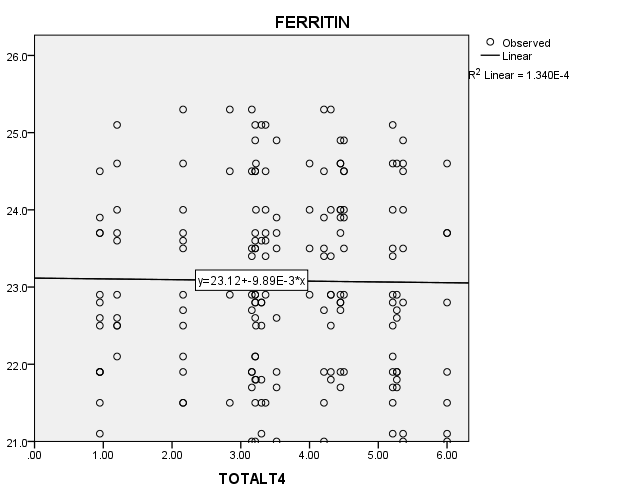 FERRITIN
Observed
Linear
R2 Linear = 1.340E-4
26.0
25.0
24.0
23.0
22.0
21.0
y=23.12+-9.89E-3*x
.00 1.00 2.00 3.00 4.00 5.00 6.00
TOTALT4